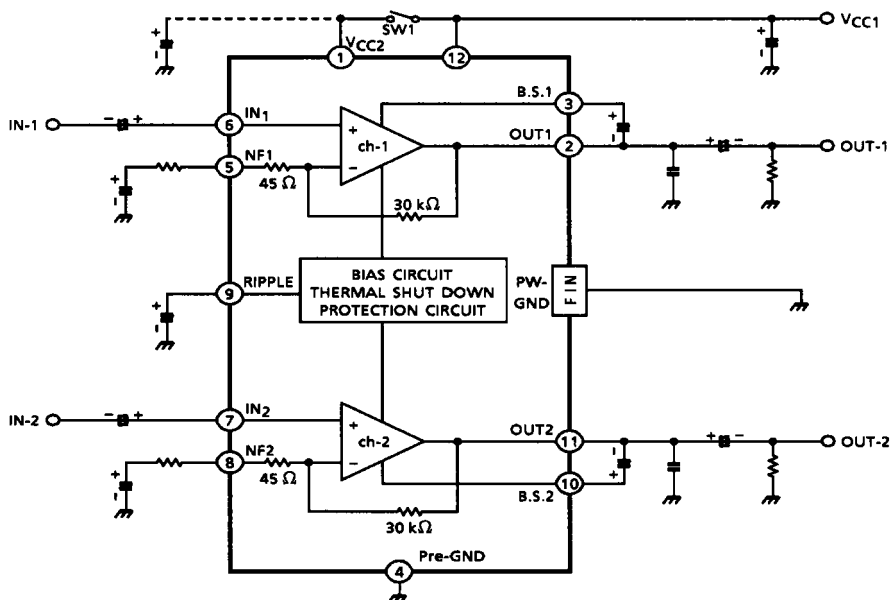 SW1
VCC1
VCC2
1
12
B.S.1
3
IN-1
6
IN1
OUT1
2
OUT-1
ch-1
5
NF1
45 Ω
30 kΩ
9
RIPPLE
BIAS CIRCUIT
THERMAL SHUT DOWN
PROTECTION CIRCUIT
PW-
GND
FIN
IN-2
7
IN2
OUT2
11
OUT-2
ch-2
8
NF2
45 Ω
10
B.S.2
30 kΩ
4
Pre-GND